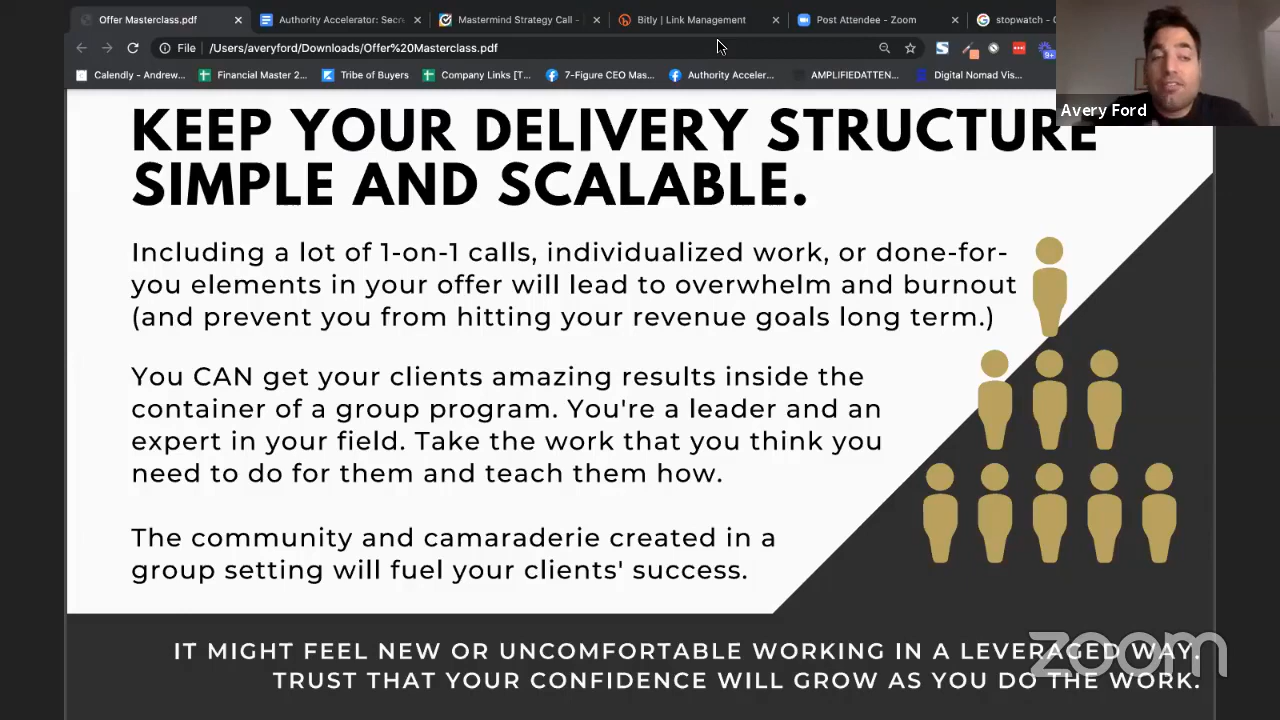 Offer Masterclass.pdf
Authority Accelerator: Secre
Mastermind Strategy Call -
Bitly | Link Management
Post Attendee - Zoom
stopwatch - G
File
/Users/averyford/Downloads/Offer%20Masterclass.pdf
9+
Calendly - Andrew...
Financial Master 2...
Tribe of Buyers
Company Links [T...
7-Figure CEO Mas...
Authority Acceler...
AMPLIFIEDATTEN...
Digital Nomad Vis...
Avery Ford
KEEP YOUR DELIVERY STRUCTURE
SIMPLE AND SCALABLE.
Including a lot of 1-on-1 calls, individualized work, or done-for-
you elements in your offer will lead to overwhelm and burnout
(and prevent you from hitting your revenue goals long term.)
You CAN get your clients amazing results inside the
container of a group program. You're a leader and an
expert in your field. Take the work that you think you
need to do for them and teach them how.
The community and camaraderie created in a
group setting will fuel your clients' success.
IT MIGHT FEEL NEW OR UNCOMFORTABLE WORKING IN A LEVERAGED WAY.
TRUST THAT YOUR CONFIDENCE WILL GROW AS YOU DO THE WORK.
zoom